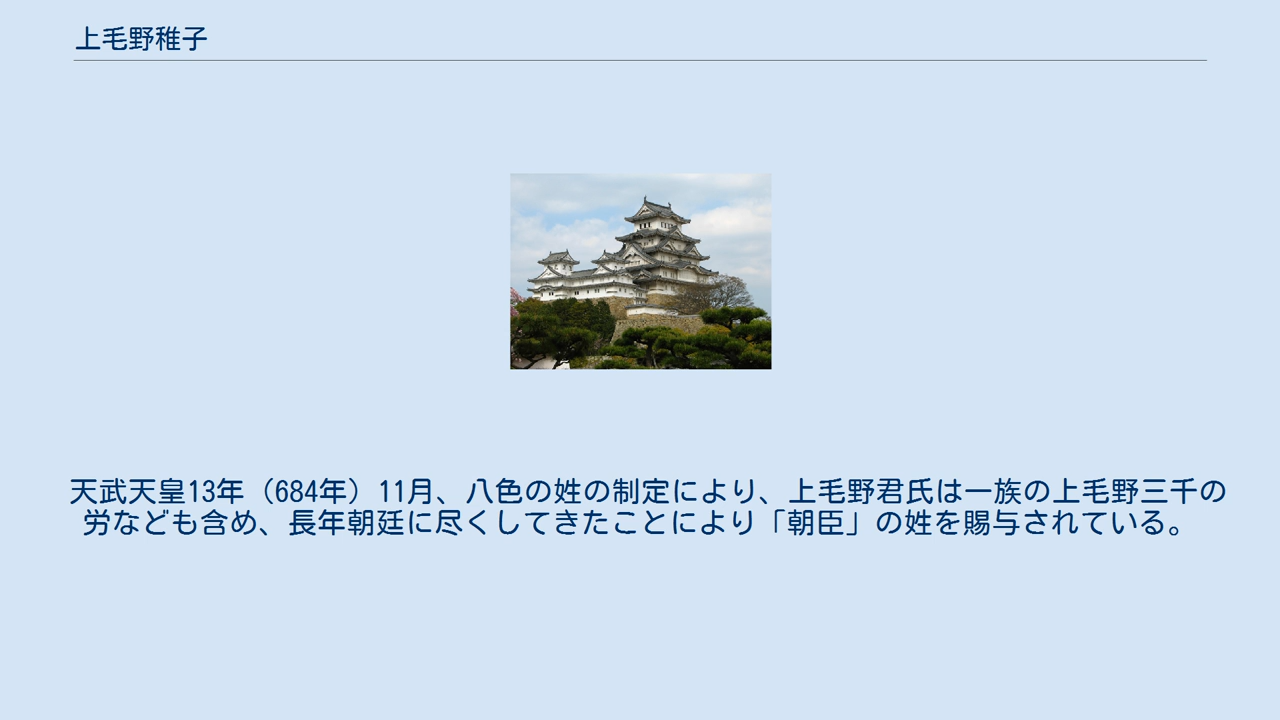 上毛野稚子
天武天皇13年（684年）11月、八色の姓の制定により、上毛野君氏は一族の上毛野三千の
労なども含め、長年朝廷に尽くしてきたことにより「朝臣」の姓を賜与されている。